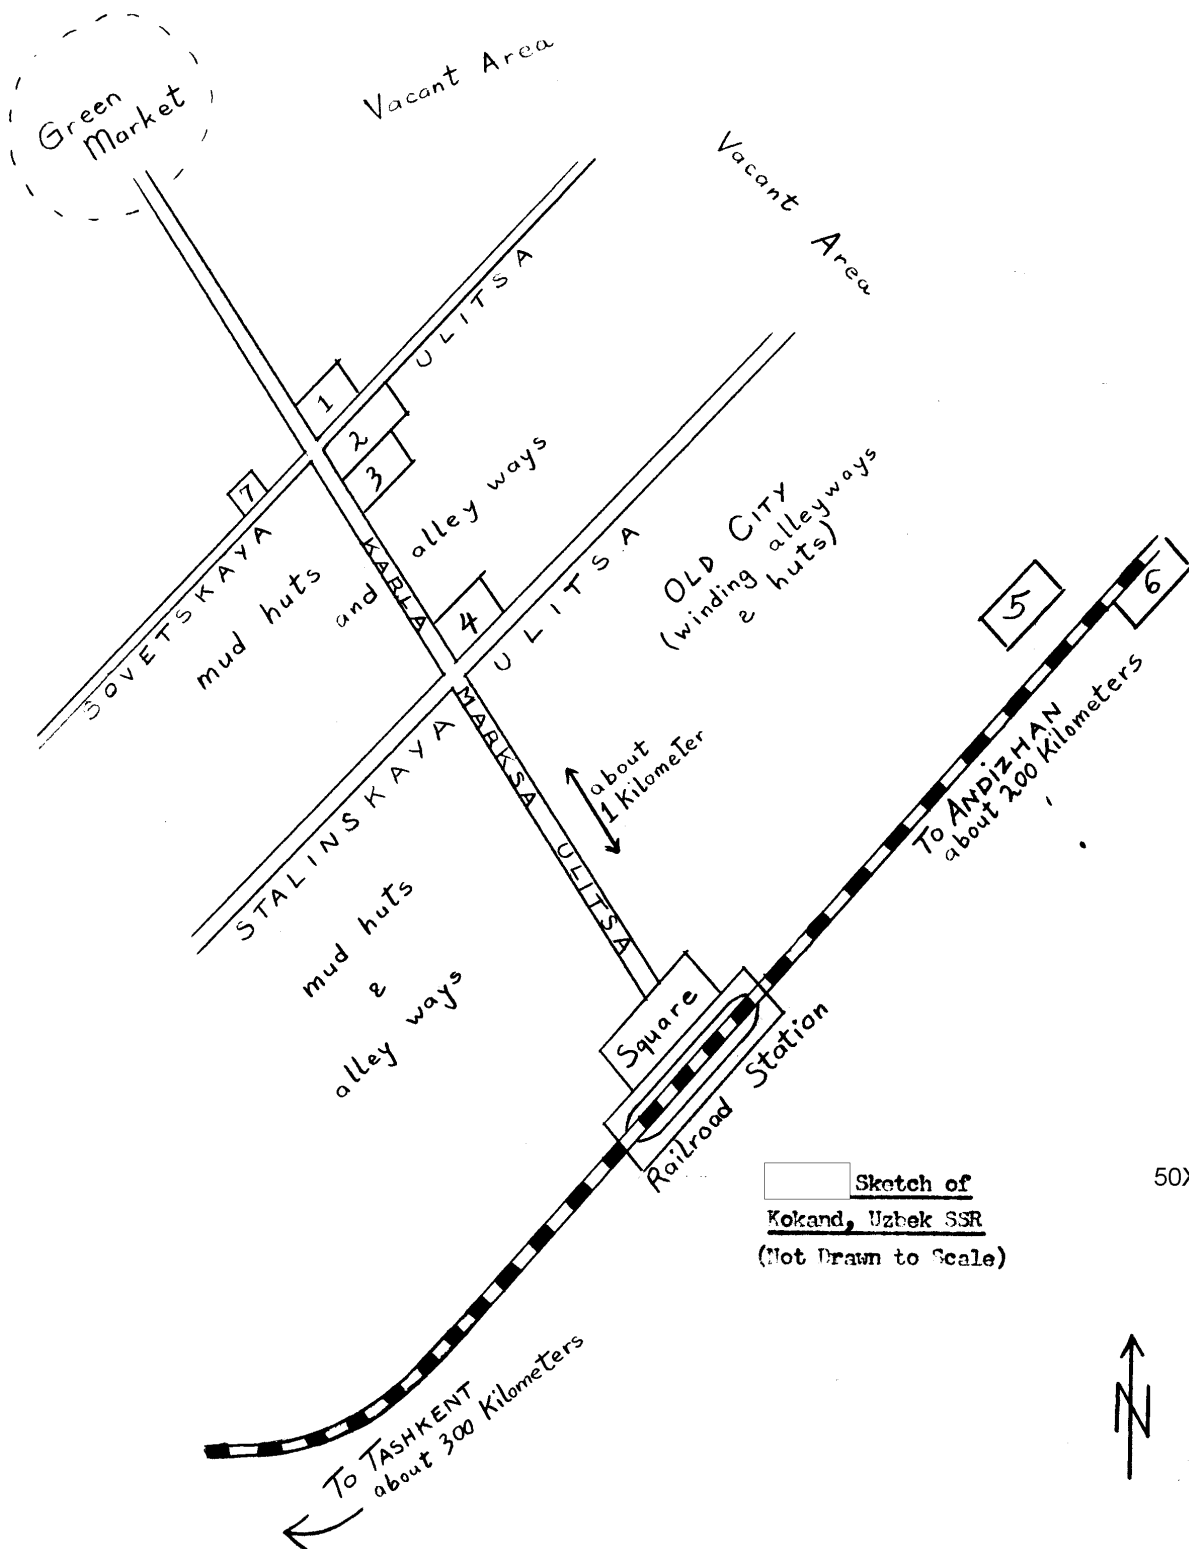 Green
Market
Vacant Area
Vacant Area
ULITSA
1
2
3
7
SOVETSKAYA
alley ways
mud huts
and
KARLA
4
ULITSA
OLD CITY
(winding alleyways
& huts)
5
6
MARKSA
ULITSA
STALINSKAYA
about
1 Kilometer
To ANDIZHAN
about 200 Kilometers
mud huts
&
alley ways
Square
Railroad Station
Sketch of
Kokand, Uzbek SSR
(Not Drawn to Scale)
50X
To TASHKENT
about 300 Kilometers
N